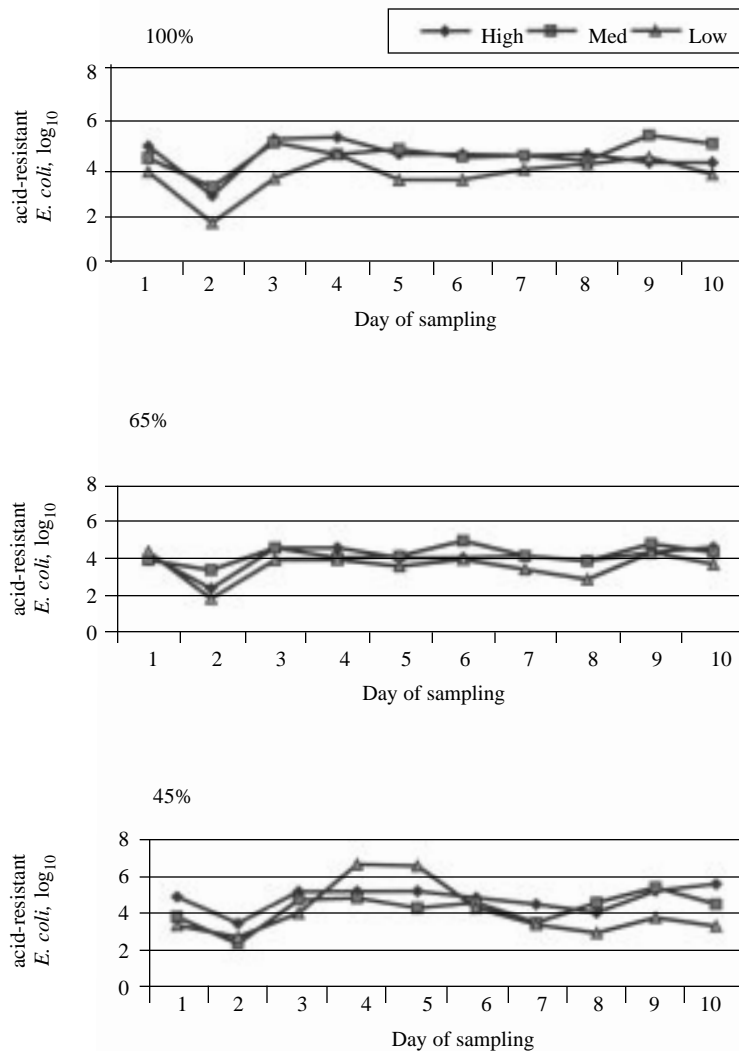 100%
High Med Low
acid-resistant
E. coli, log10
8
6
4
2
0
1 2 3 4 5 6 7 8 9 10
Day of sampling
65%
acid-resistant
E. coli, log10
8
6
4
2
0
1 2 3 4 5 6 7 8 9 10
Day of sampling
45%
acid-resistant
E. coli, log10
8
6
4
2
0
1 2 3 4 5 6 7 8 9 10
Day of sampling